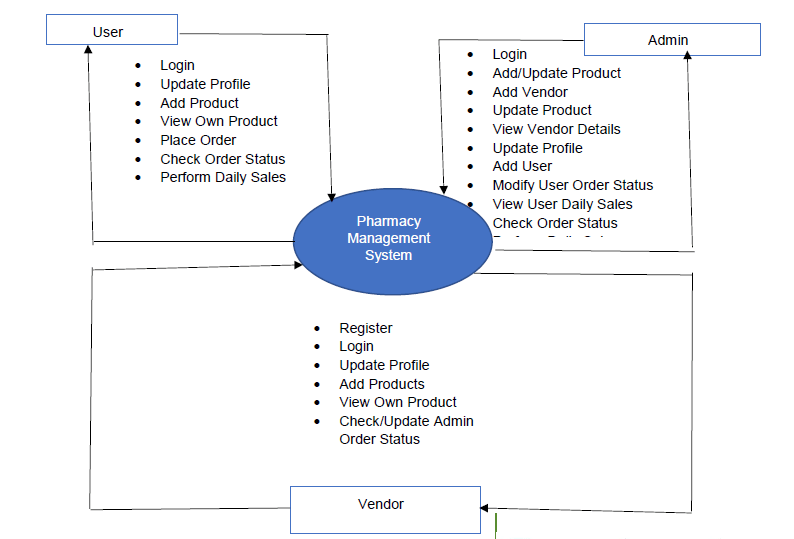 User
Admin
• Login
• Update Profile
• Add Product
• View Own Product
• Place Order
• Check Order Status
• Perform Daily Sales
• Login
• Add/Update Product
• Add Vendor
• Update Product
• View Vendor Details
• Update Profile
• Add User
• Modify User Order Status
• View User Daily Sales
Check Order Status
Pharmacy
Management
System
• Register
• Login
• Update Profile
• Add Products
• View Own Product
• Check/Update Admin
Order Status
Vendor